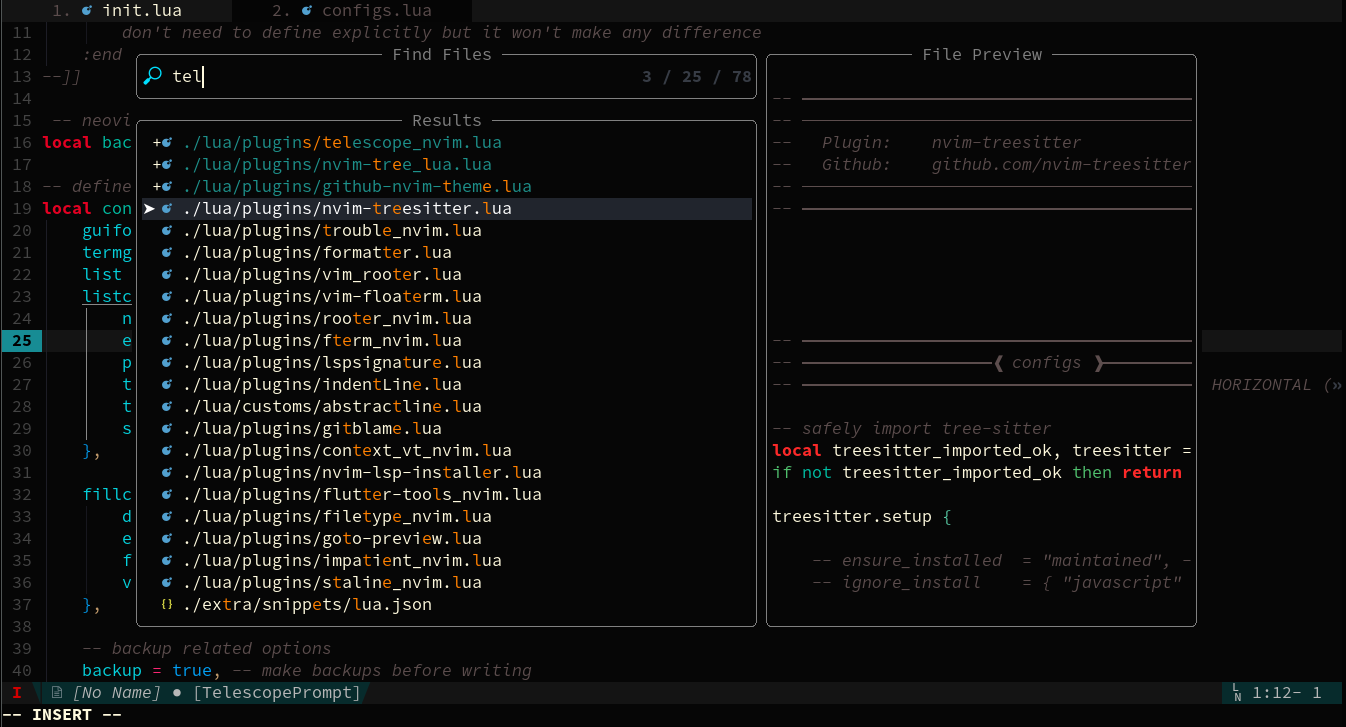 1. init.lua 2. configs.lua
11 don't need to define explicitly but it won't make any difference
12 :end
13 --]]
14
15 -- neovi
16 local bac
17
18 -- define
19 local con
20 guifo
21 termg
22 list
23 listc
24 n
25 e
26 p
27 t
28 t
29 s
30 },
31
32 fillc
33 d
34 e
35 f
36 v
37 },
38
39 -- backup related options
40 backup = true, -- make backups before writing
Find Files
tel 3 / 25 / 78
Results
+ ./lua/plugins/telescope_nvim.lua
+ ./lua/plugins/nvim-tree_lua.lua
+ ./lua/plugins/github-nvim-theme.lua
./lua/plugins/nvim-treesitter.lua
./lua/plugins/trouble_nvim.lua
./lua/plugins/formatter.lua
./lua/plugins/vim_rooter.lua
./lua/plugins/vim-floaterm.lua
./lua/plugins/rooter_nvim.lua
./lua/plugins/fterm_nvim.lua
./lua/plugins/lspsignature.lua
./lua/plugins/indentLine.lua
./lua/customs/abstractline.lua
./lua/plugins/gitblame.lua
./lua/plugins/context_vt_nvim.lua
./lua/plugins/nvim-lsp-installer.lua
./lua/plugins/flutter-tools_nvim.lua
./lua/plugins/filetype_nvim.lua
./lua/plugins/goto-preview.lua
./lua/plugins/impatient_nvim.lua
./lua/plugins/staline_nvim.lua
{} ./extra/snippets/lua.json
File Preview
--
--
-- Plugin: nvim-treesitter
-- Github: github.com/nvim-treesitter
--
--
--
-- ❰ configs ❱
--
-- safely import tree-sitter
local treesitter_imported_ok, treesitter =
if not treesitter_imported_ok then return
treesitter.setup {
-- ensure_installed = "maintained", -
-- ignore_install = { "javascript"
HORIZONTAL (»
I [No Name] ● [TelescopePrompt] LN 1:12- 1
-- INSERT --